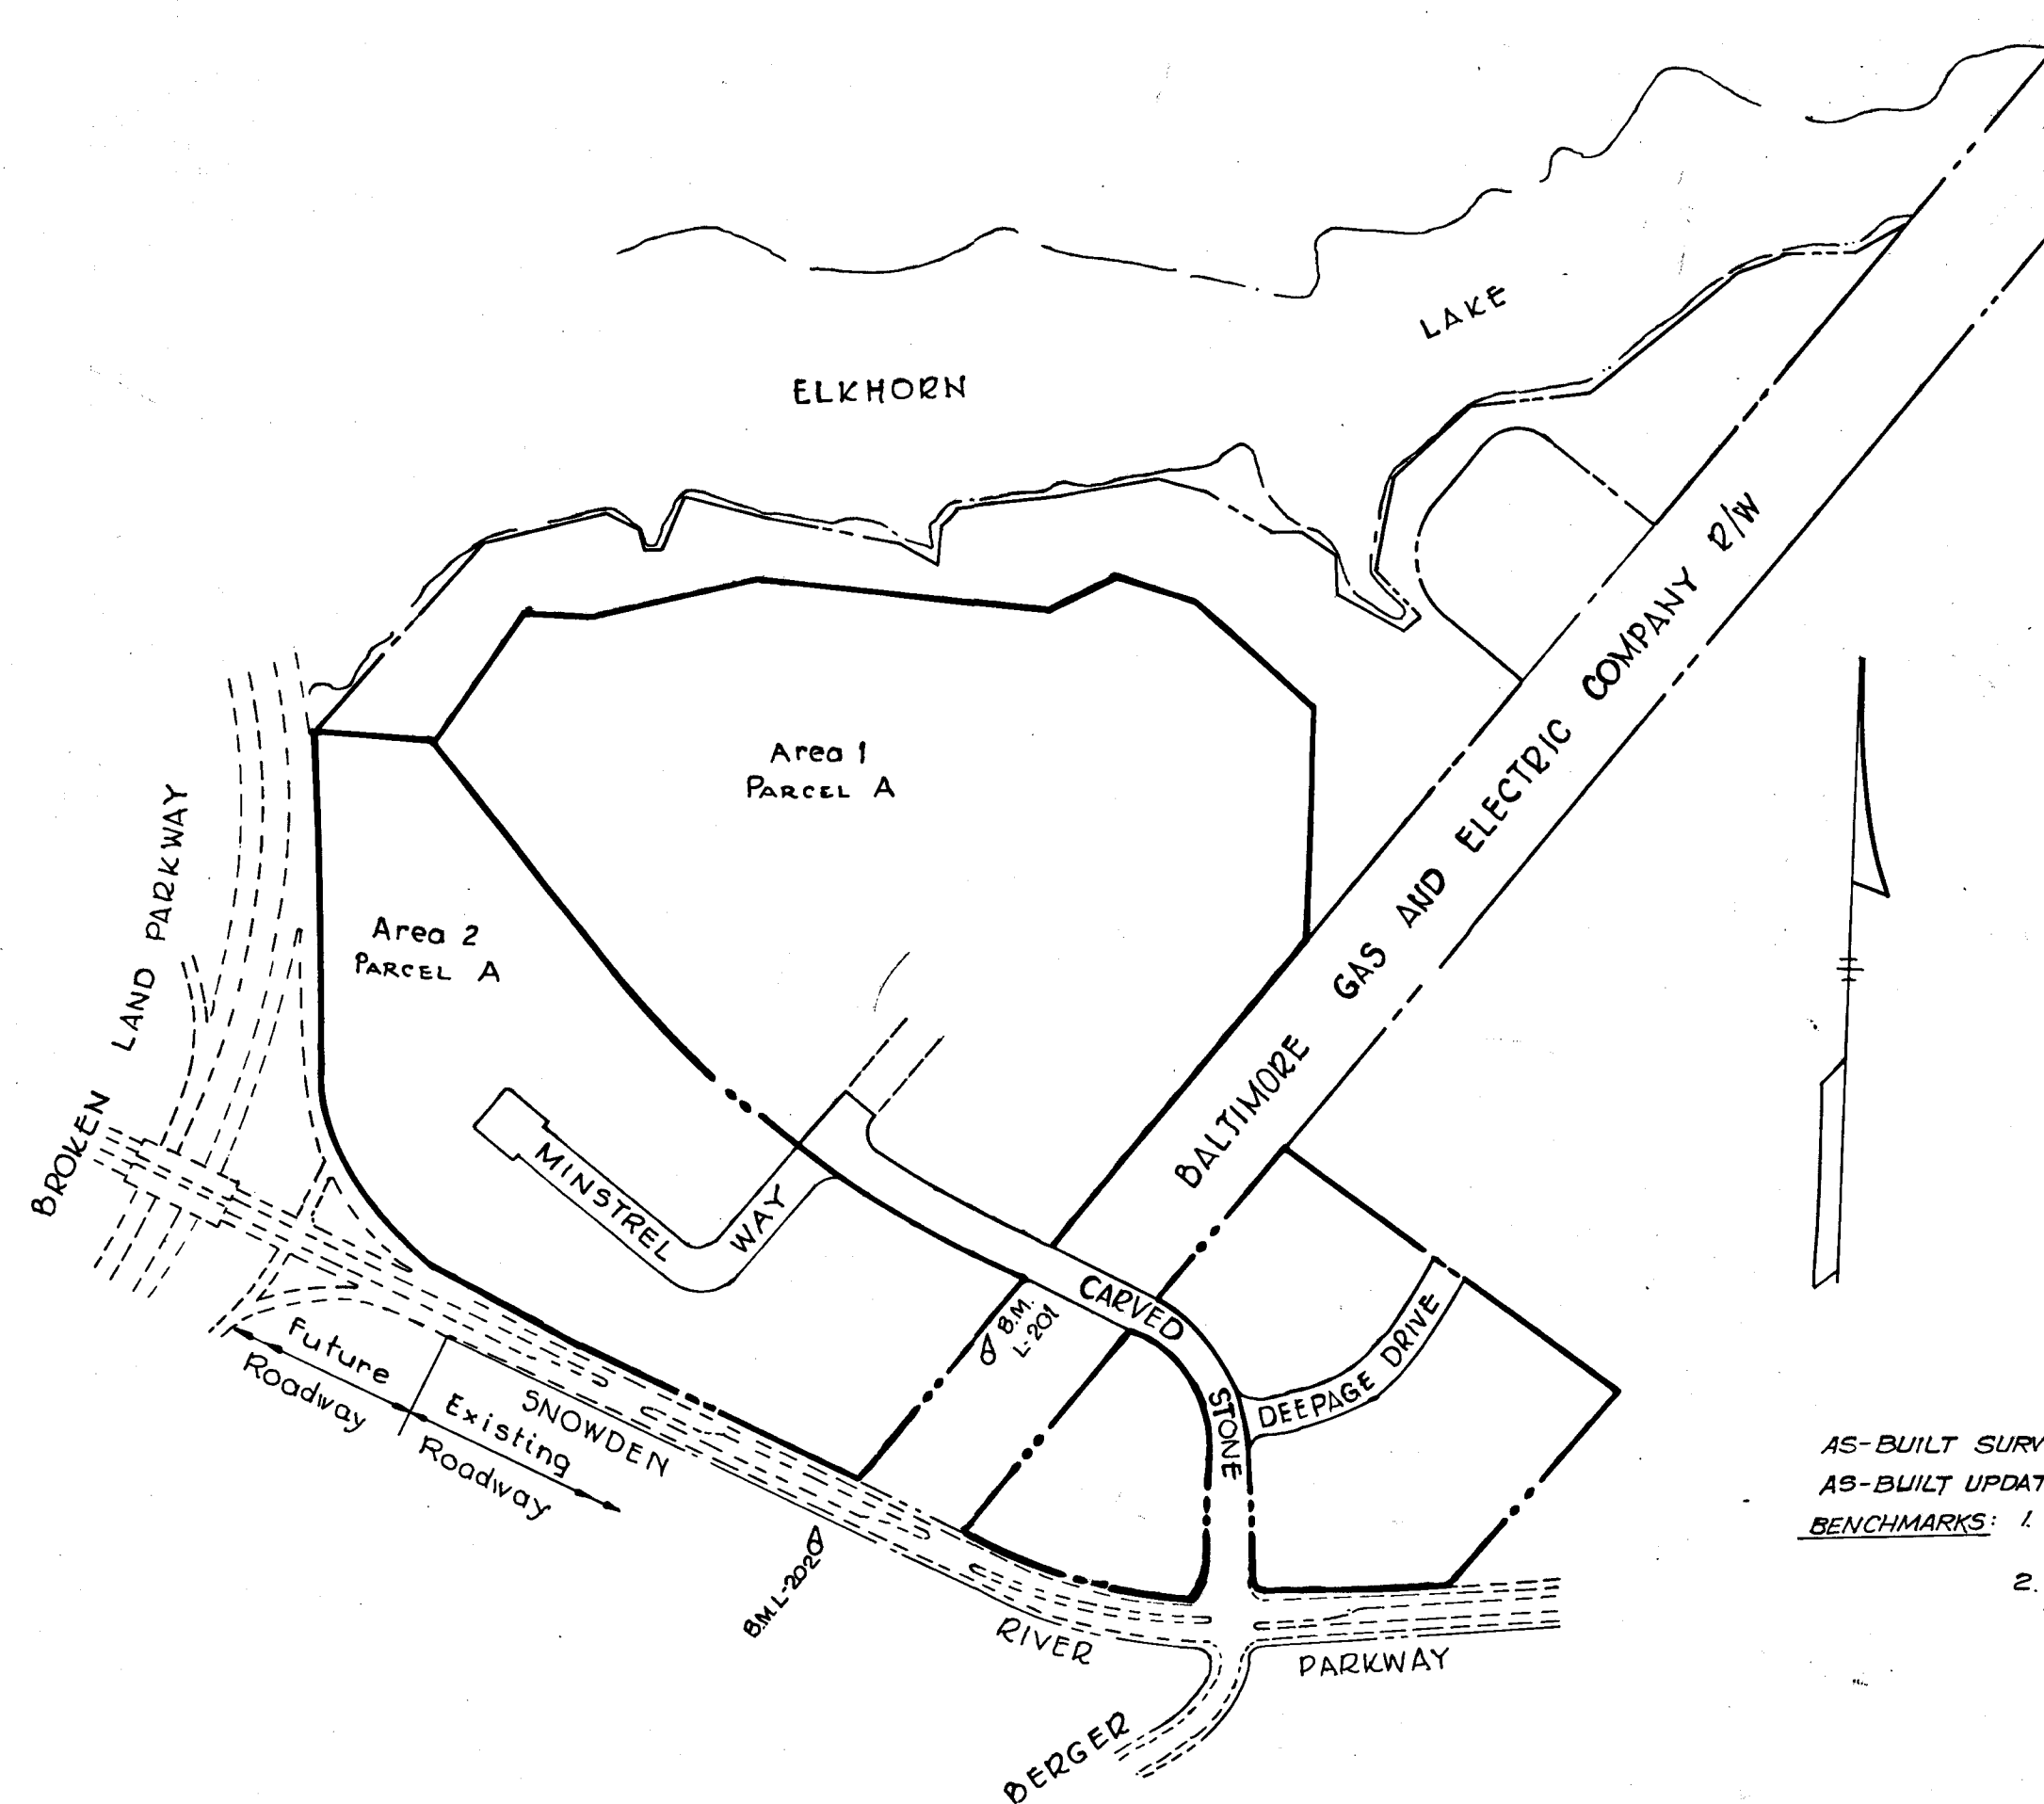 LAKE
ELKHORN
BALTIMORE GAS AND ELECTRIC COMPANY R/W
Area 1
PARCEL A
Area 2
PARCEL A
BROKEN LAND PARKWAY
MINSTREL WAY
CARVED STONE
B.M.
L-201
DEEPAGE DRIVE
Future
Roadway
Existing
Roadway
SNOWDEN RIVER PARKWAY
B.M.L-202
BERGER
AS-BUILT SURV
AS-BUILT UPDAT
BENCHMARKS: 1.
2.